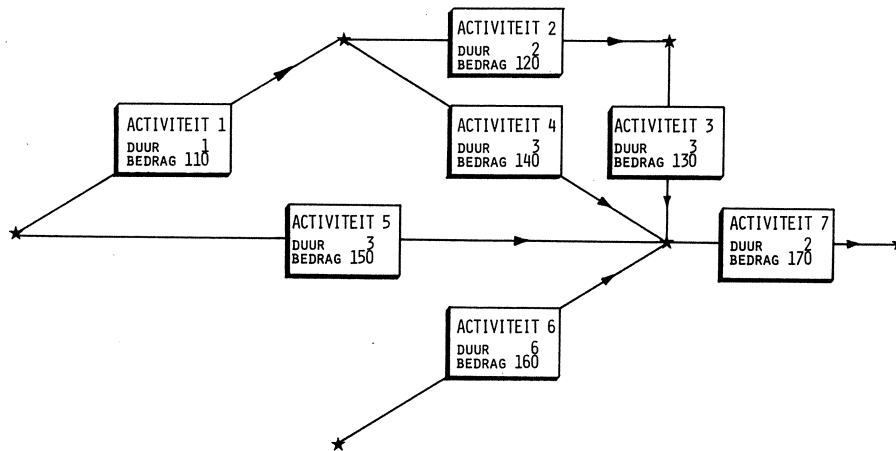 ACTIVITEIT 2
DUUR 2
BEDRAG 120
ACTIVITEIT 1
DUUR 1
BEDRAG 110
ACTIVITEIT 4
DUUR 3
BEDRAG 140
ACTIVITEIT 3
DUUR 3
BEDRAG 130
ACTIVITEIT 5
DUUR 3
BEDRAG 150
ACTIVITEIT 7
DUUR 2
BEDRAG 170
ACTIVITEIT 6
DUUR 6
BEDRAG 160